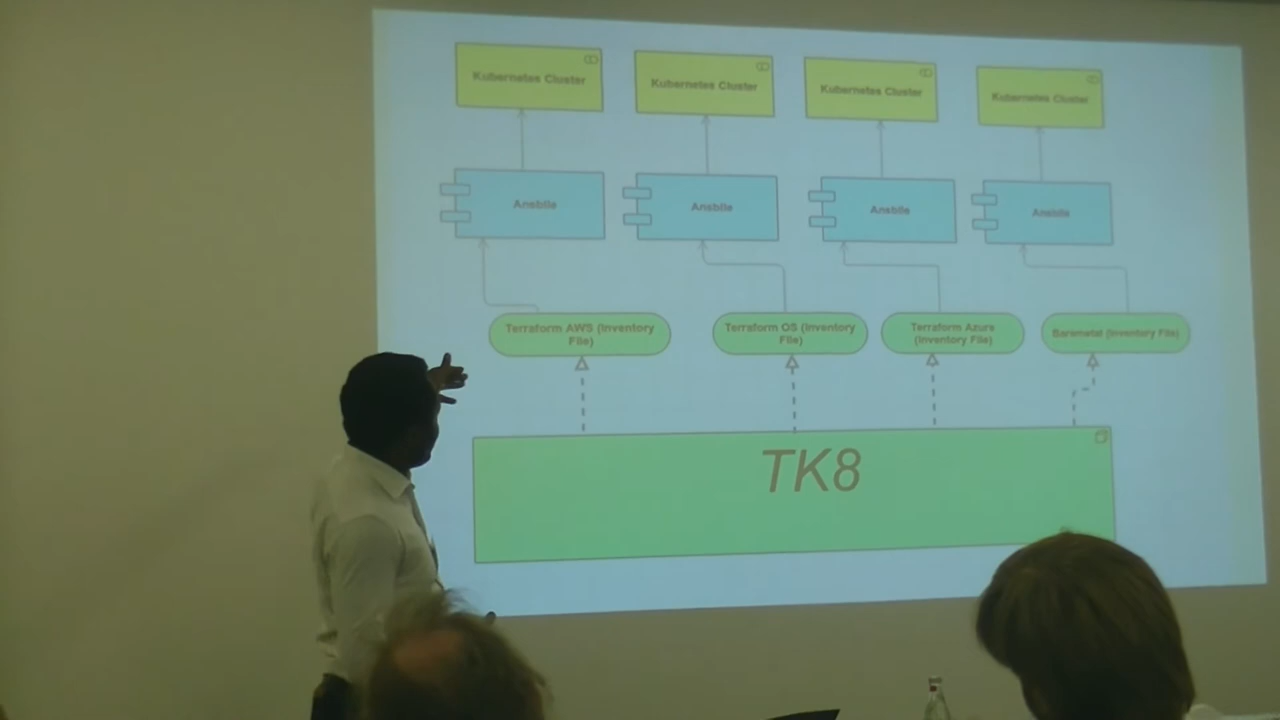 Kubernetes Cluster
Kubernetes Cluster
Kubernetes Cluster
Kubernetes Cluster
Ansbile
Ansbile
Ansbile
Ansbile
Terraform AWS (Inventory
File)
Terraform OS (Inventory
File)
Terraform Azure
(Inventory File)
Baremetal (Inventory File)
TK8